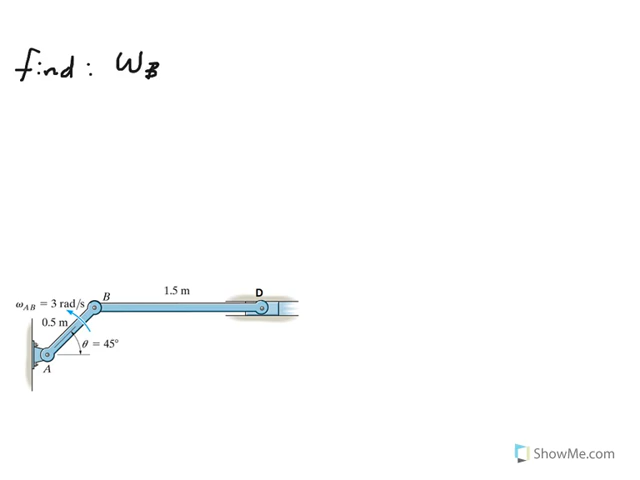 find: ω_B
1.5 m
D
B
ω_AB = 3 rad/s
0.5 m
θ = 45°
A
ShowMe.com